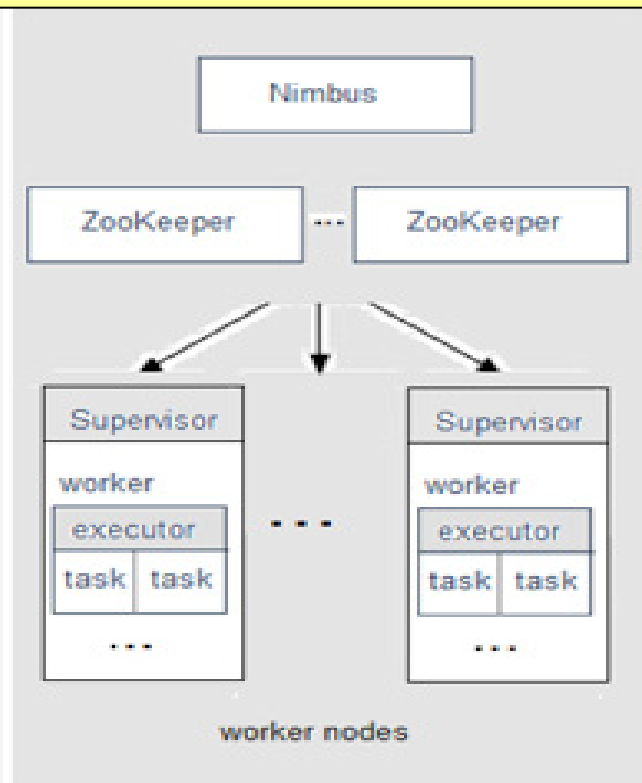 Nimbus
ZooKeeper ... ZooKeeper
Supervisor Supervisor
worker worker
executor ... executor
task task task task
... ...
worker nodes